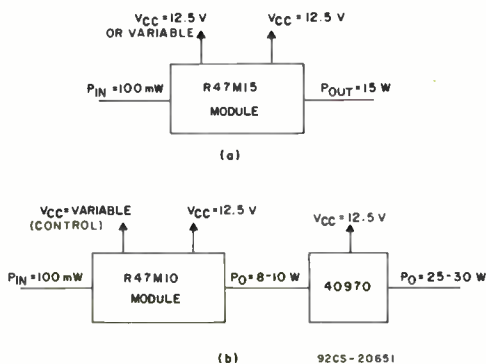 VCC=12.5 V
OR VARIABLE
VCC=12.5 V
PIN=100 mW
R47M15
MODULE
POUT=15 W
(a)
VCC=VARIABLE
(CONTROL)
VCC=12.5 V
VCC=12.5 V
PIN=100 mW
R47M10
MODULE
PO=8-10 W
40970
PO=25-30 W
(b)
92CS-20651